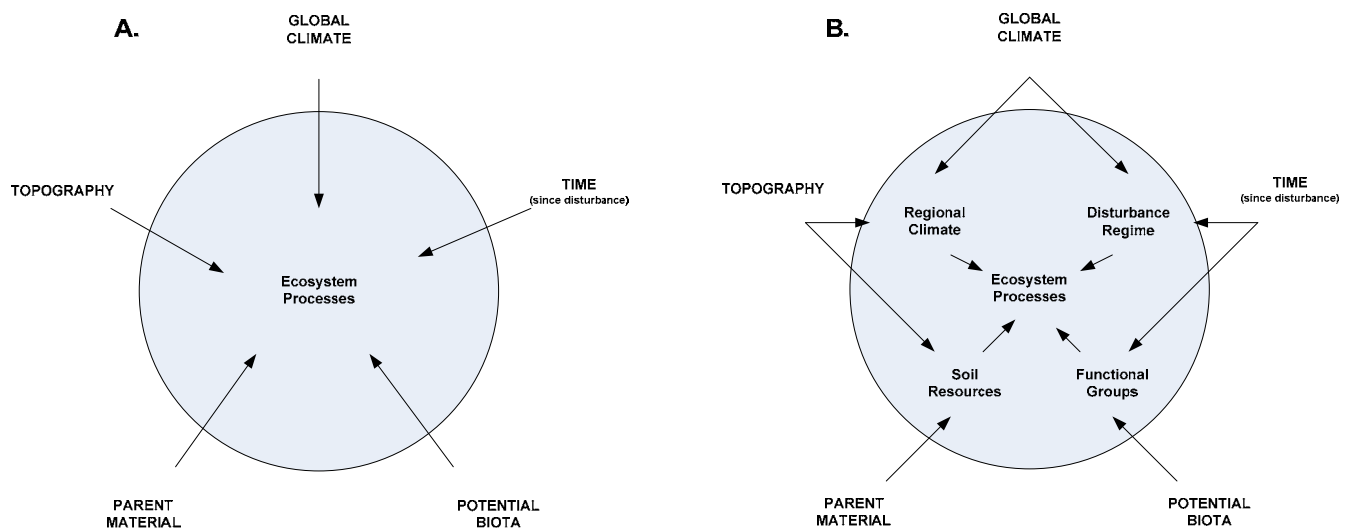 A.
GLOBAL
CLIMATE
TOPOGRAPHY
TIME
(since disturbance)
Ecosystem
Processes
PARENT
MATERIAL
POTENTIAL
BIOTA
B.
GLOBAL
CLIMATE
TOPOGRAPHY
TIME
(since disturbance)
Regional
Climate
Disturbance
Regime
Ecosystem
Processes
Soil
Resources
Functional
Groups
PARENT
MATERIAL
POTENTIAL
BIOTA